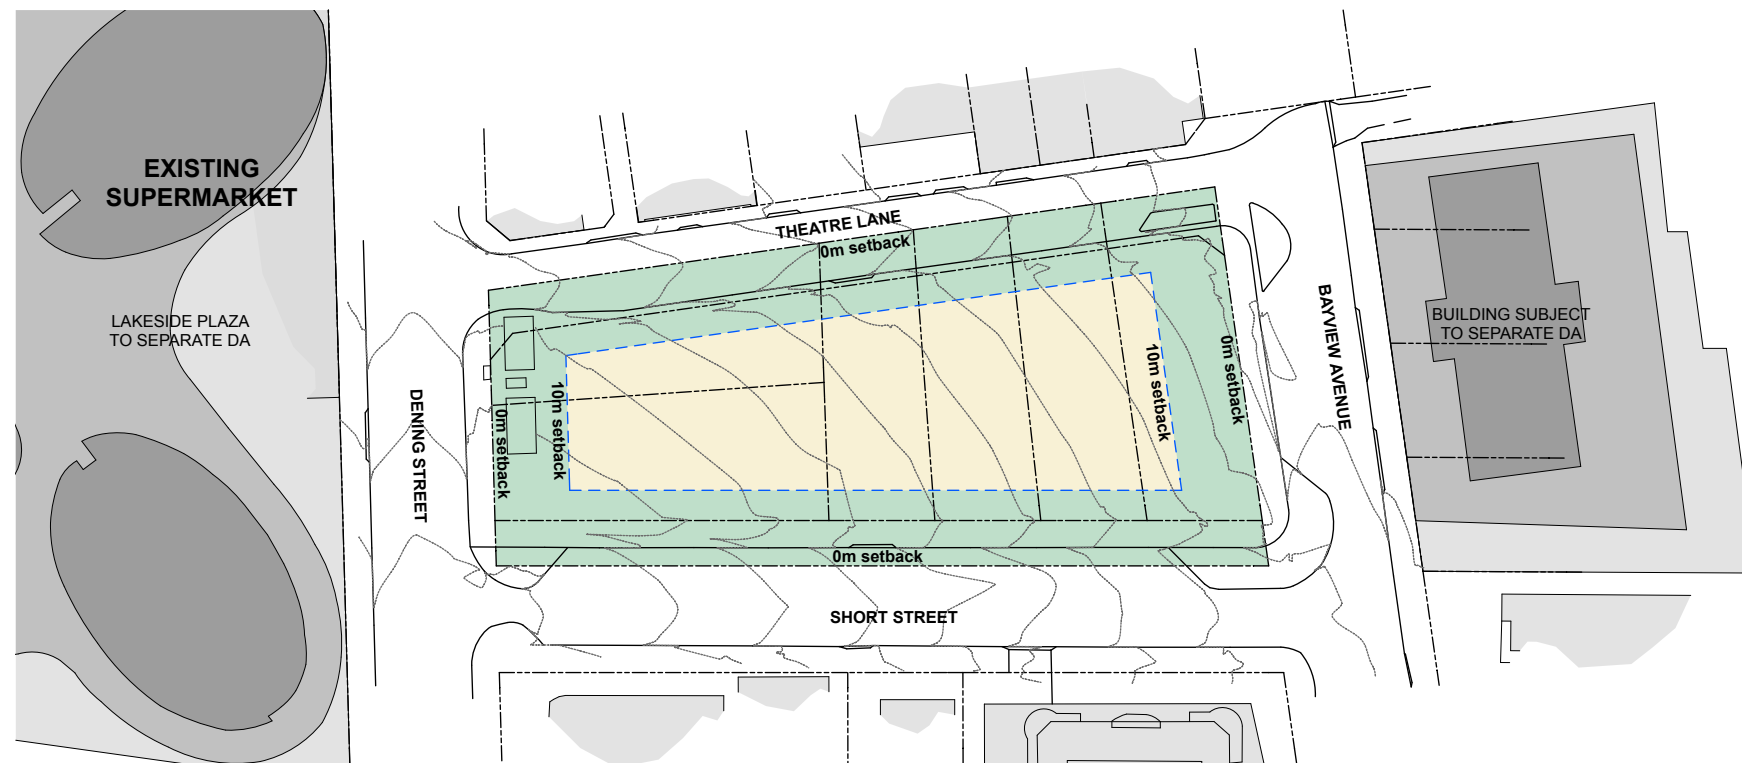 EXISTING
SUPERMARKET
LAKESIDE PLAZA
TO SEPARATE DA
THEATRE LANE
0m setback
DENING STREET
0m setback
10m setback
10m setback
0m setback
BAYVIEW AVENUE
BUILDING SUBJECT
TO SEPARATE DA
0m setback
SHORT STREET